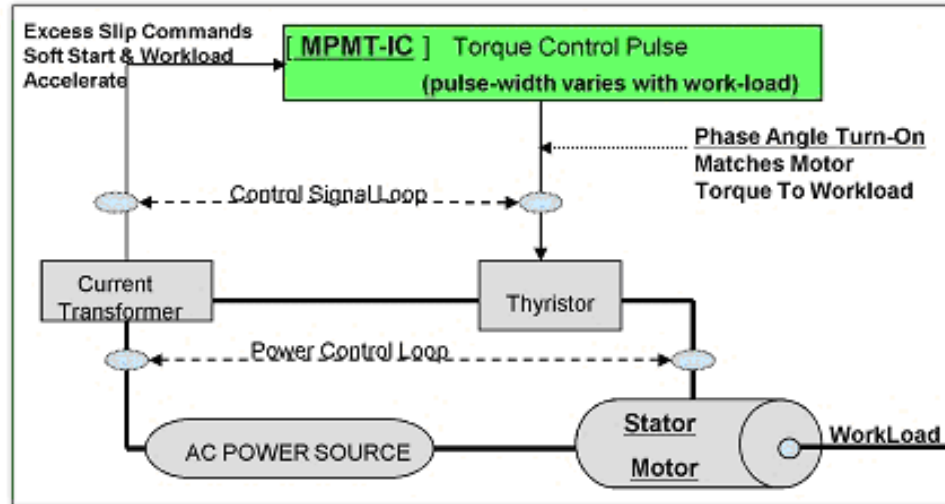 Excess Slip Commands
Soft Start & Workload
Accelerate
[ MPMT-IC ] Torque Control Pulse
(pulse-width varies with work-load)
Phase Angle Turn-On
Matches Motor
Torque To Workload
Control Signal Loop
Current
Transformer
Thyristor
Power Control Loop
AC POWER SOURCE
Stator
Motor
WorkLoad